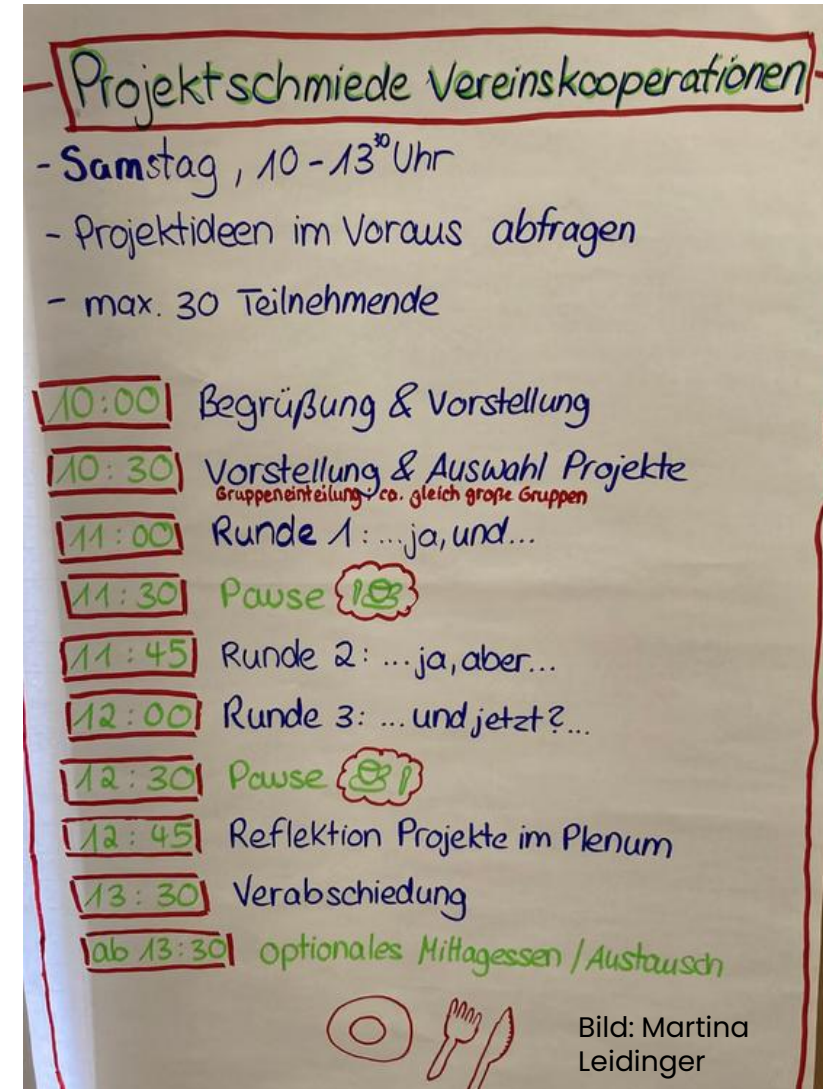 Projektschmiede Vereinskooperationen
- Samstag, 10-13³⁰ Uhr
- Projektideen im Voraus abfragen
- max. 30 Teilnehmende
10:00 Begrüßung & Vorstellung
10:30 Vorstellung & Auswahl Projekte
Gruppeneinteilung: ca. gleich große Gruppen
11:00 Runde 1: ...ja, und...
11:30 Pause
11:45 Runde 2: ...ja, aber...
12:00 Runde 3: ... und jetzt?...
12:30 Pause
12:45 Reflektion Projekte im Plenum
13:30 Verabschiedung
ab 13:30 optionales Mittagessen / Austausch
Bild: Martina
Leidinger